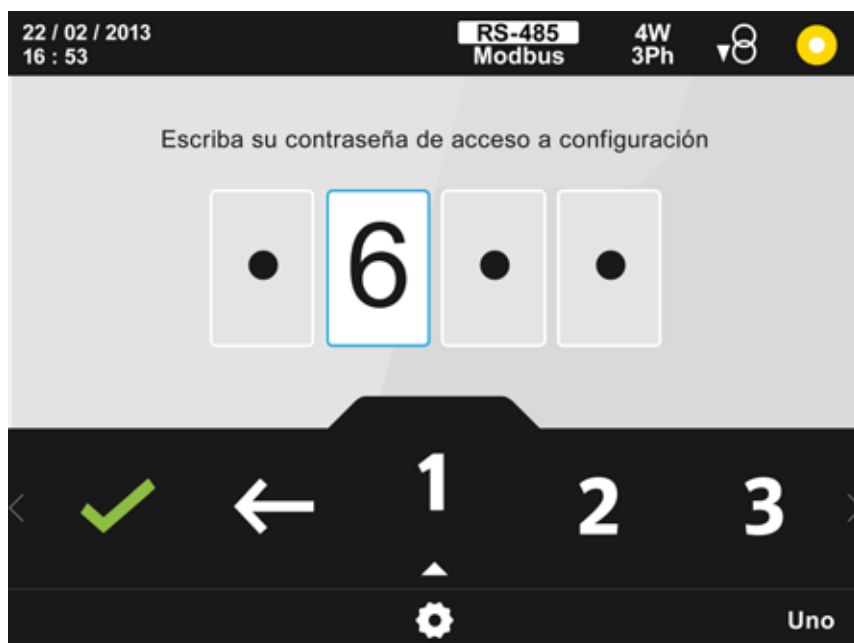 22 / 02 / 2013
16 : 53
RS-485
Modbus
4W
3Ph
Escriba su contraseña de acceso a configuración
6
1
2
3
Uno